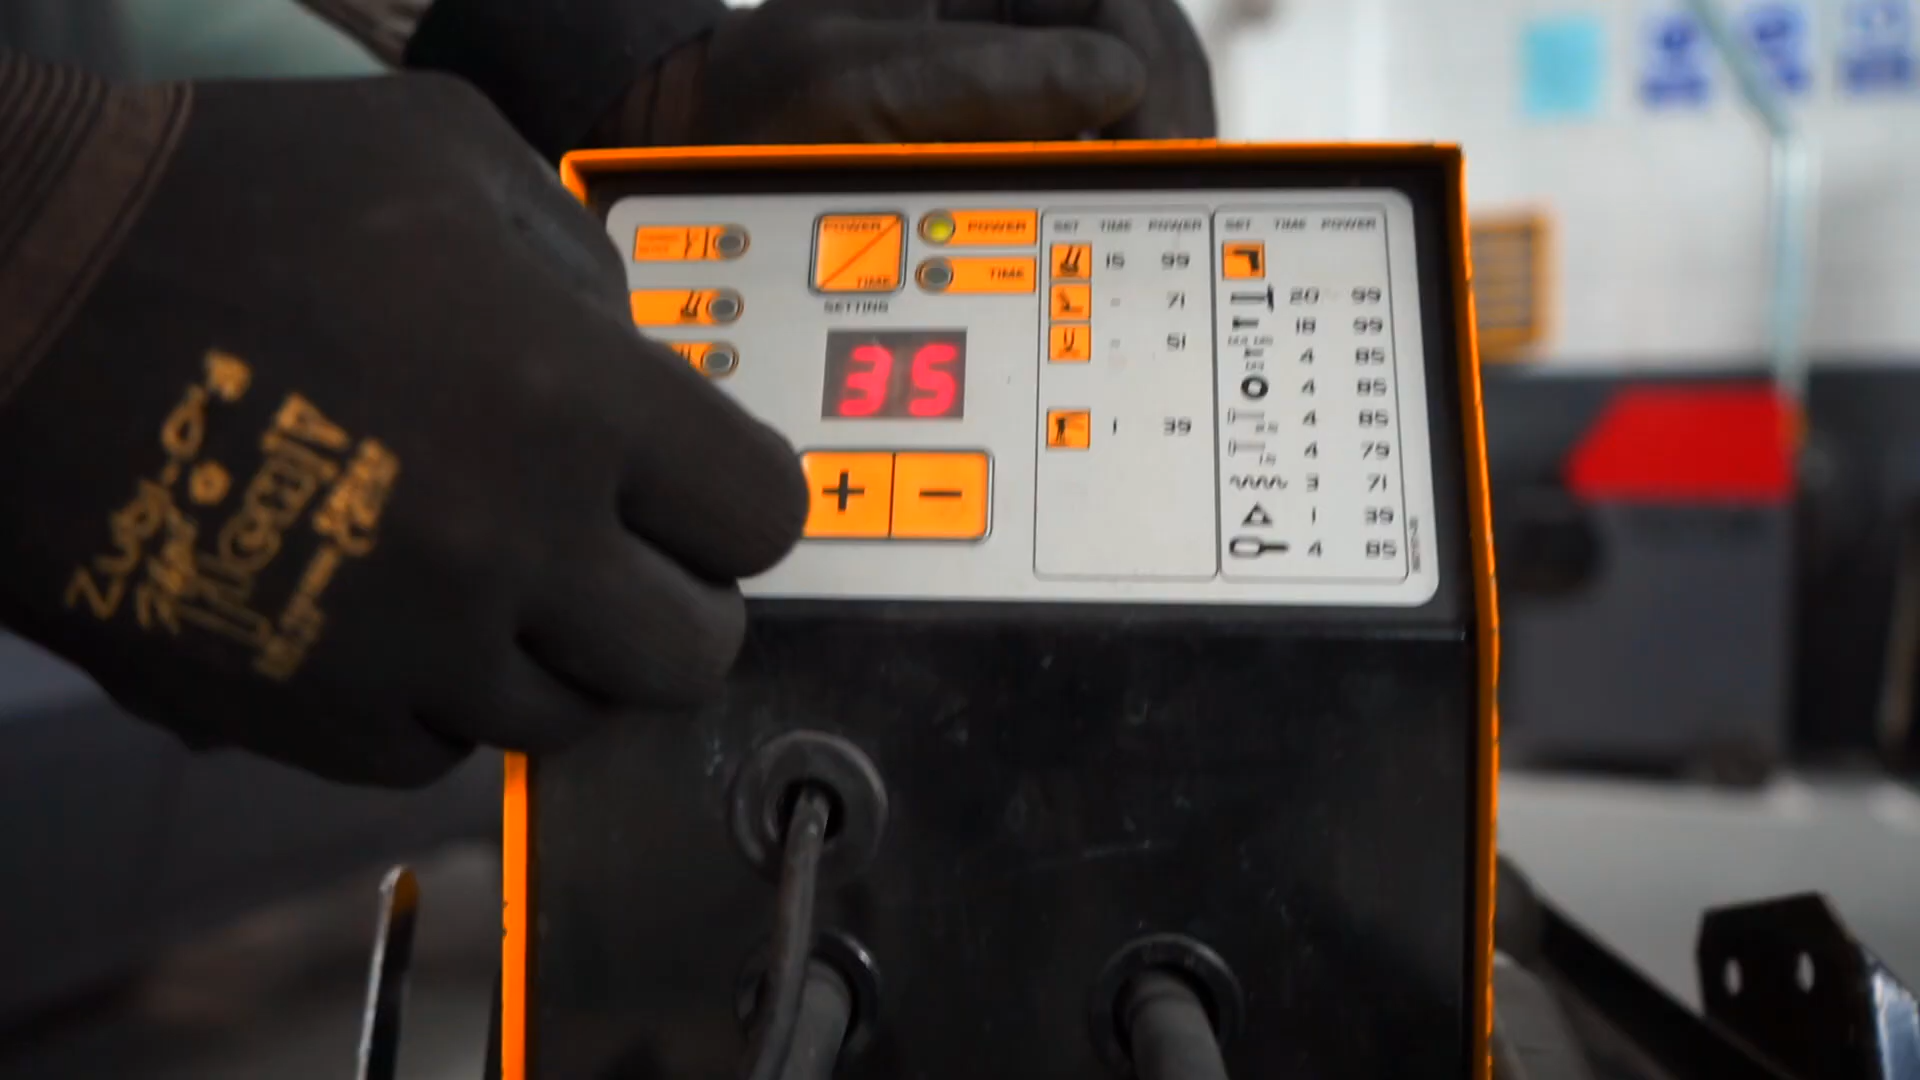 POWER
TIME
SETTING
POWER
TIME
35
+ −
SET TIME POWER
15 99
- 71
- 51
1 39
SET TIME POWER
20 99
18 99
4 85
4 85
4 85
4 79
3 71
1 39
4 85